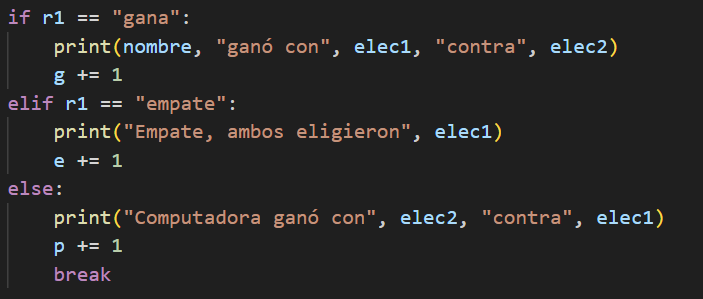 if r1 == "gana":
    print(nombre, "ganó con", elec1, "contra", elec2)
    g += 1
elif r1 == "empate":
    print("Empate, ambos eligieron", elec1)
    e += 1
else:
    print("Computadora ganó con", elec2, "contra", elec1)
    p += 1
    break